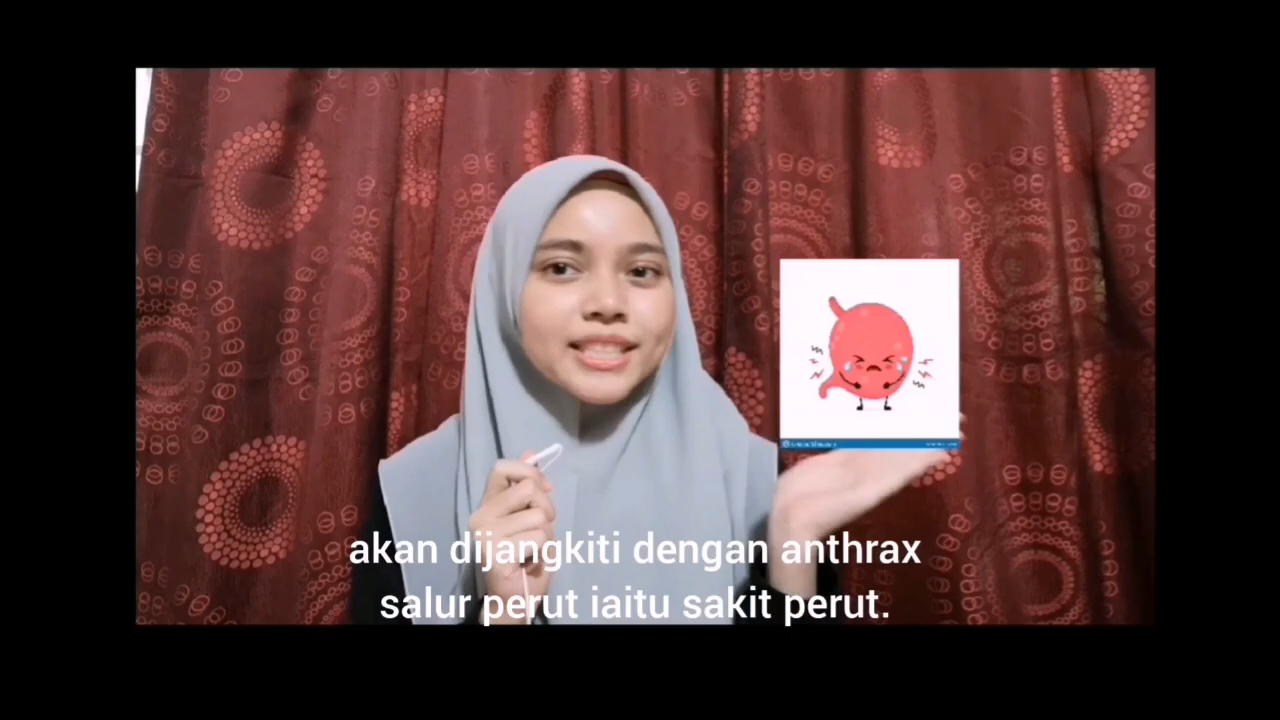 akan dijangkiti dengan anthrax
salur perut iaitu sakit perut.